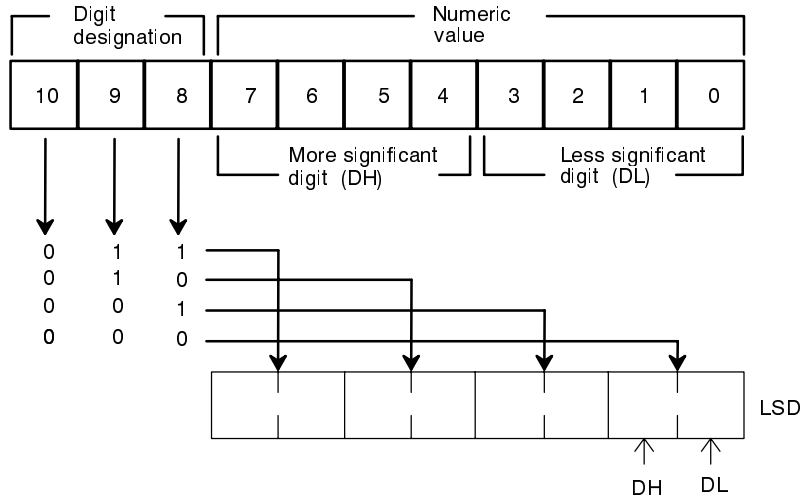 Digit designation
Numeric value
10 9 8 7 6 5 4 3 2 1 0
More significant digit (DH)
Less significant digit (DL)
0 1 1
0 1 0
0 0 1
0 0 0
LSD
DH DL